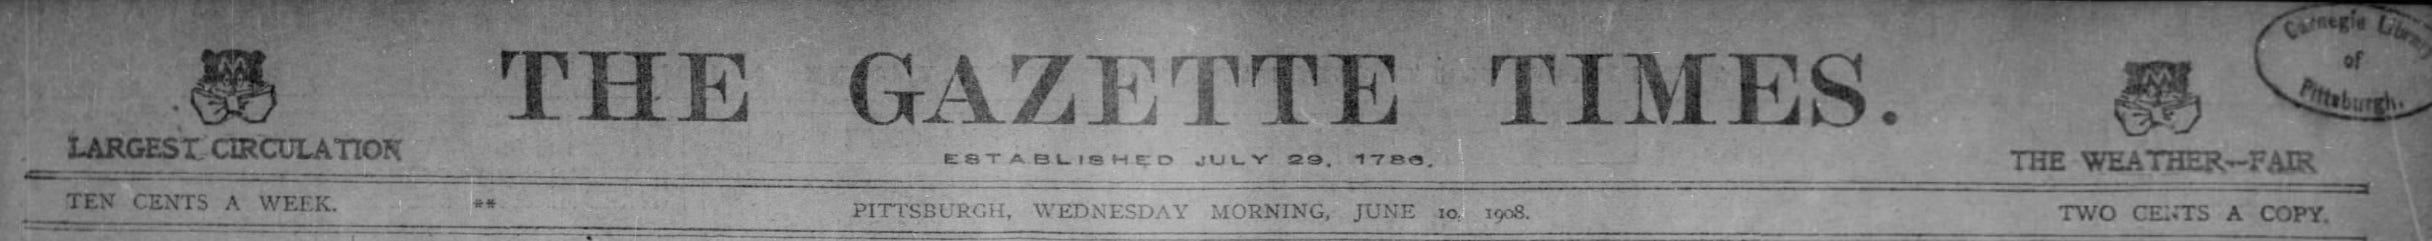 THE GAZETTE TIMES.
Carnegie Library
of
Pittsburgh.
LARGEST CIRCULATION
ESTABLISHED JULY 29, 1786.
THE WEATHER--FAIR
TEN CENTS A WEEK. ** PITTSBURGH, WEDNESDAY MORNING, JUNE 10, 1908. TWO CENTS A COPY.